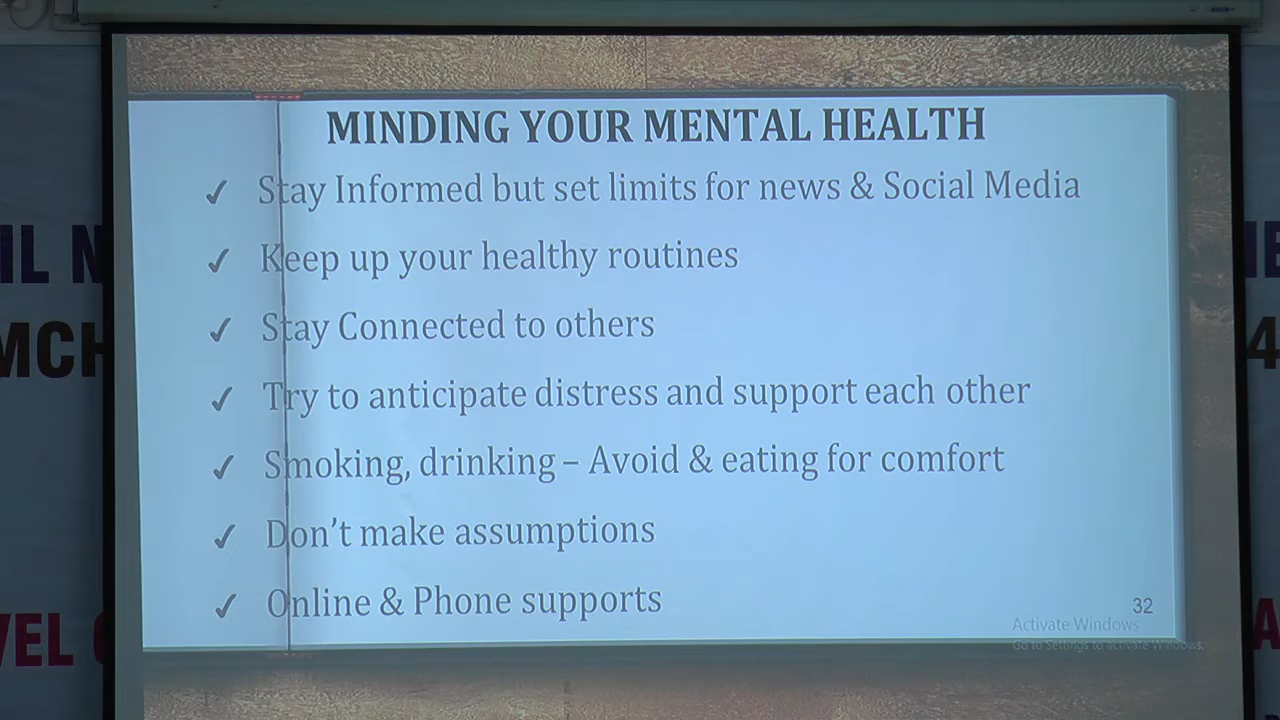 MINDING YOUR MENTAL HEALTH
✓ Stay Informed but set limits for news & Social Media
✓ Keep up your healthy routines
✓ Stay Connected to others
✓ Try to anticipate distress and support each other
✓ Smoking, drinking – Avoid & eating for comfort
✓ Don't make assumptions
✓ Online & Phone supports
32
Activate Windows
Go to Settings to activate Windows.